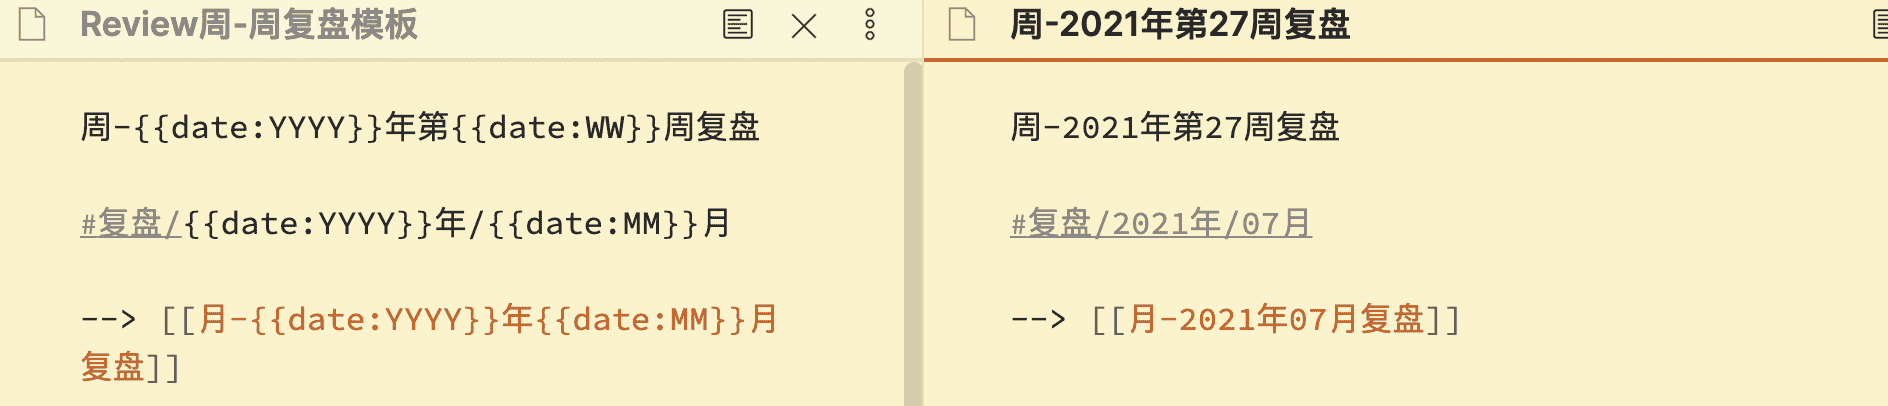 Review周-周复盘模板
周-{{date:YYYY}}年第{{date:WW}}周复盘
#复盘/{{date:YYYY}}年/{{date:MM}}月
--> [[月-{{date:YYYY}}年{{date:MM}}月
复盘]]
周-2021年第27周复盘
周-2021年第27周复盘
#复盘/2021年/07月
--> [[月-2021年07月复盘]]